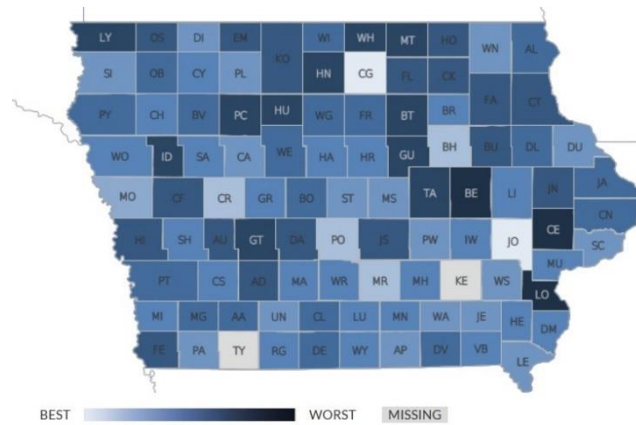 LY OS DI EM KO WI WH MT HO WN AL
SI OB CY PL HN CG FL CK FA CT
PY CH BV PC HU WG FR BT BR
WO ID SA CA WE HA HR GU BH BU DL DU
MO CF CR GR BO ST MS TA BE LI JN JA
HI SH AU GT DA PO JS PW IW JO CE CN
SC
PT CS AD MA WR MR MH KE WS MU
LO
MI MG AA UN CL LU MN WA JE HE DM
FE PA TY RG DE WY AP DV VB
LE
BEST WORST MISSING